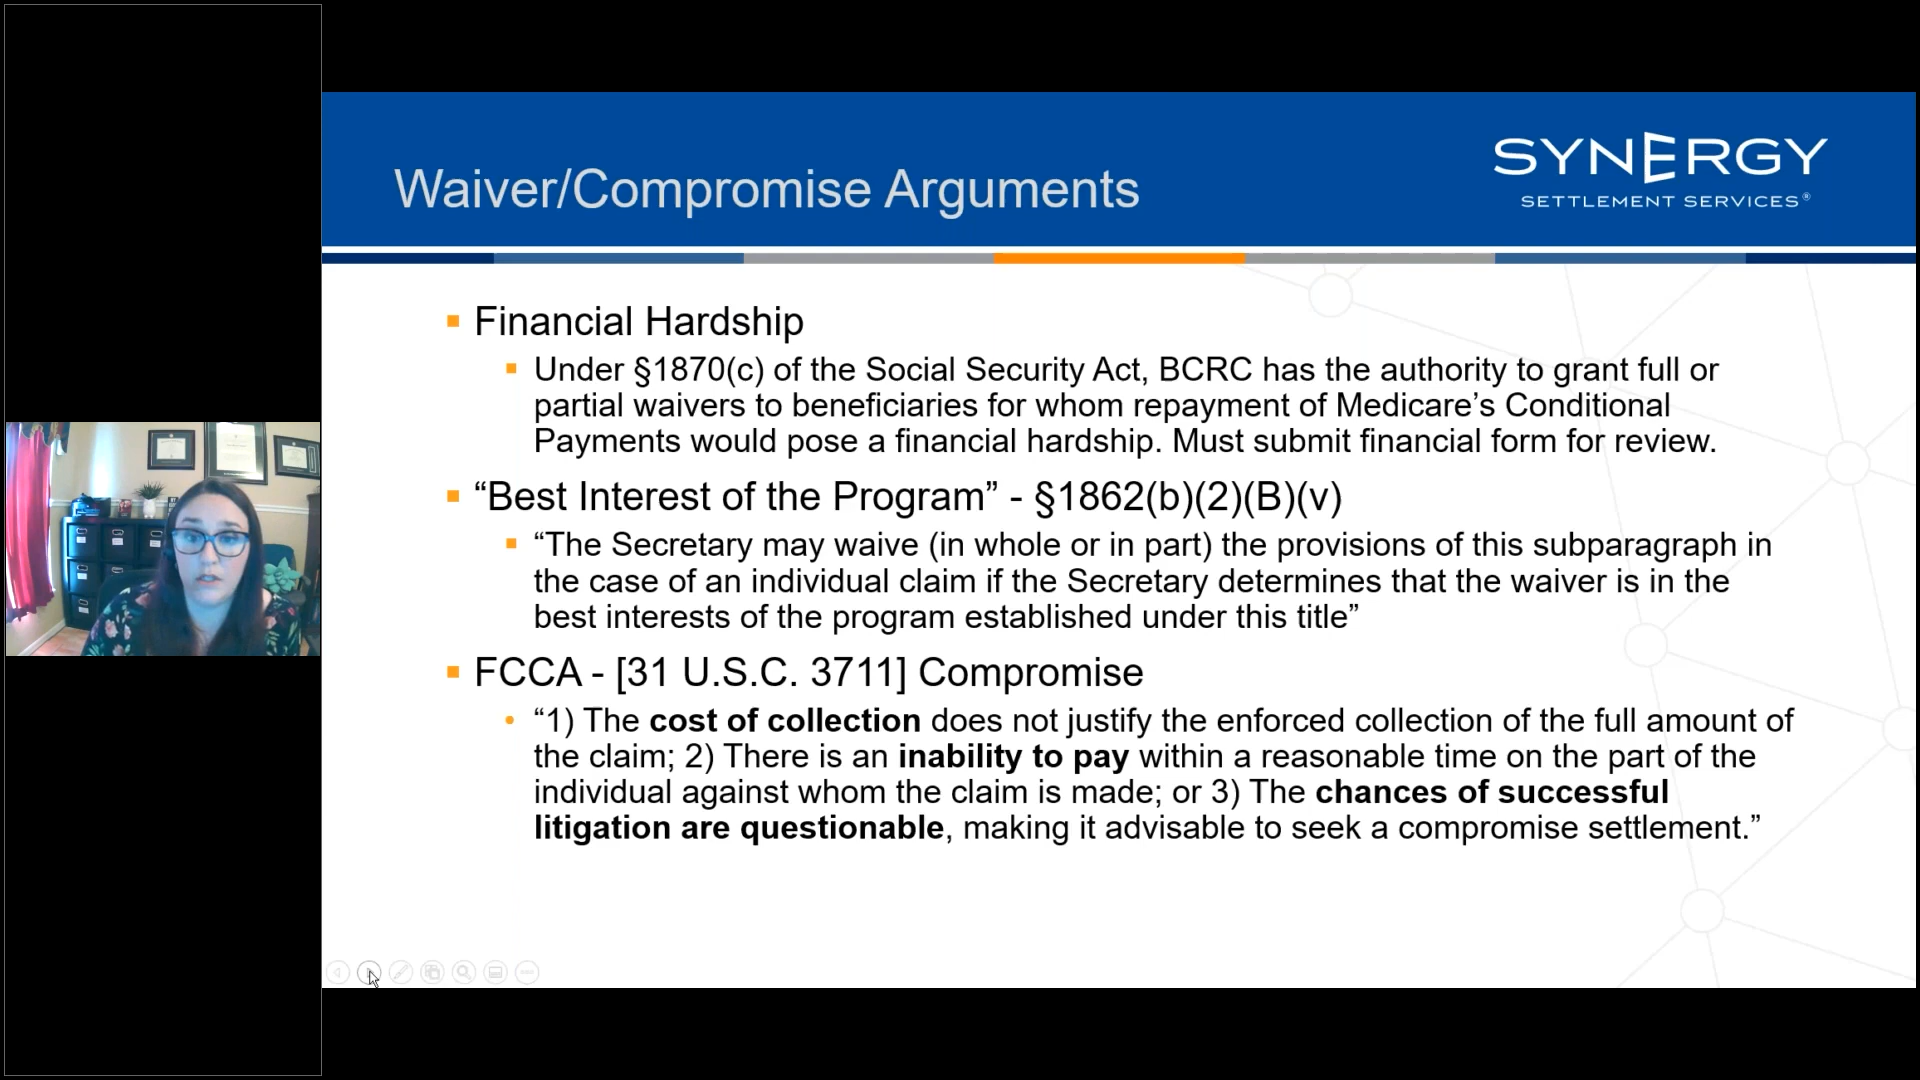 Waiver/Compromise Arguments
SYNERGY
SETTLEMENT SERVICES®
Financial Hardship
Under §1870(c) of the Social Security Act, BCRC has the authority to grant full or
partial waivers to beneficiaries for whom repayment of Medicare’s Conditional
Payments would pose a financial hardship. Must submit financial form for review.
“Best Interest of the Program” - §1862(b)(2)(B)(v)
“The Secretary may waive (in whole or in part) the provisions of this subparagraph in
the case of an individual claim if the Secretary determines that the waiver is in the
best interests of the program established under this title”
FCCA - [31 U.S.C. 3711] Compromise
“1) The cost of collection does not justify the enforced collection of the full amount of
the claim; 2) There is an inability to pay within a reasonable time on the part of the
individual against whom the claim is made; or 3) The chances of successful
litigation are questionable, making it advisable to seek a compromise settlement.”